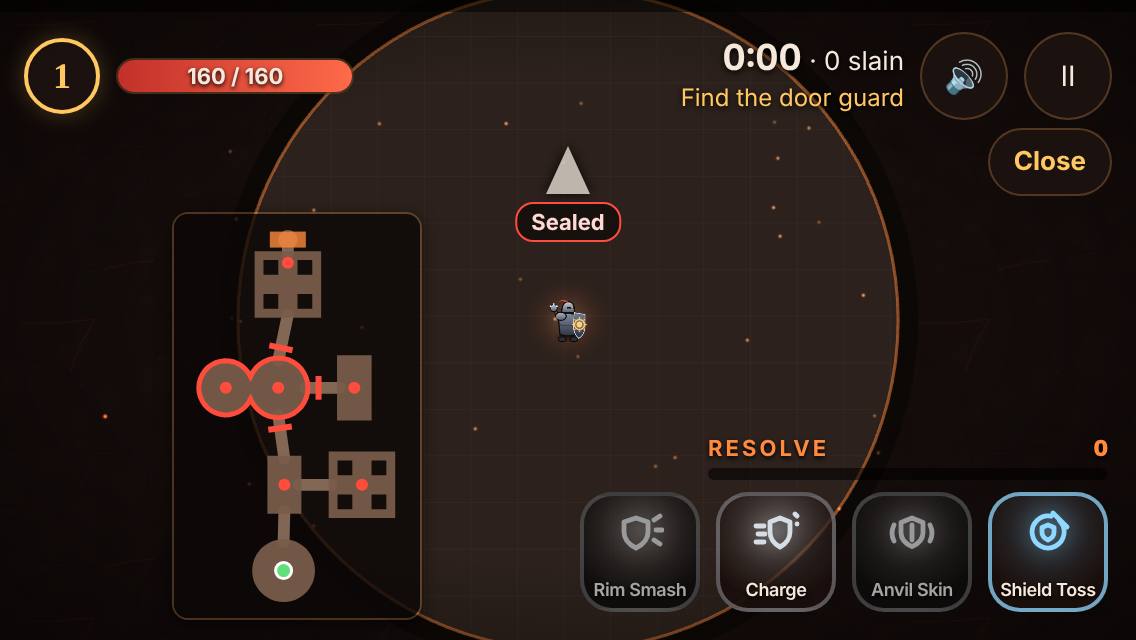 1
160 / 160
0:00 · 0 slain
Find the door guard
Close
Sealed
RESOLVE 0
Rim Smash
Charge
Anvil Skin
Shield Toss